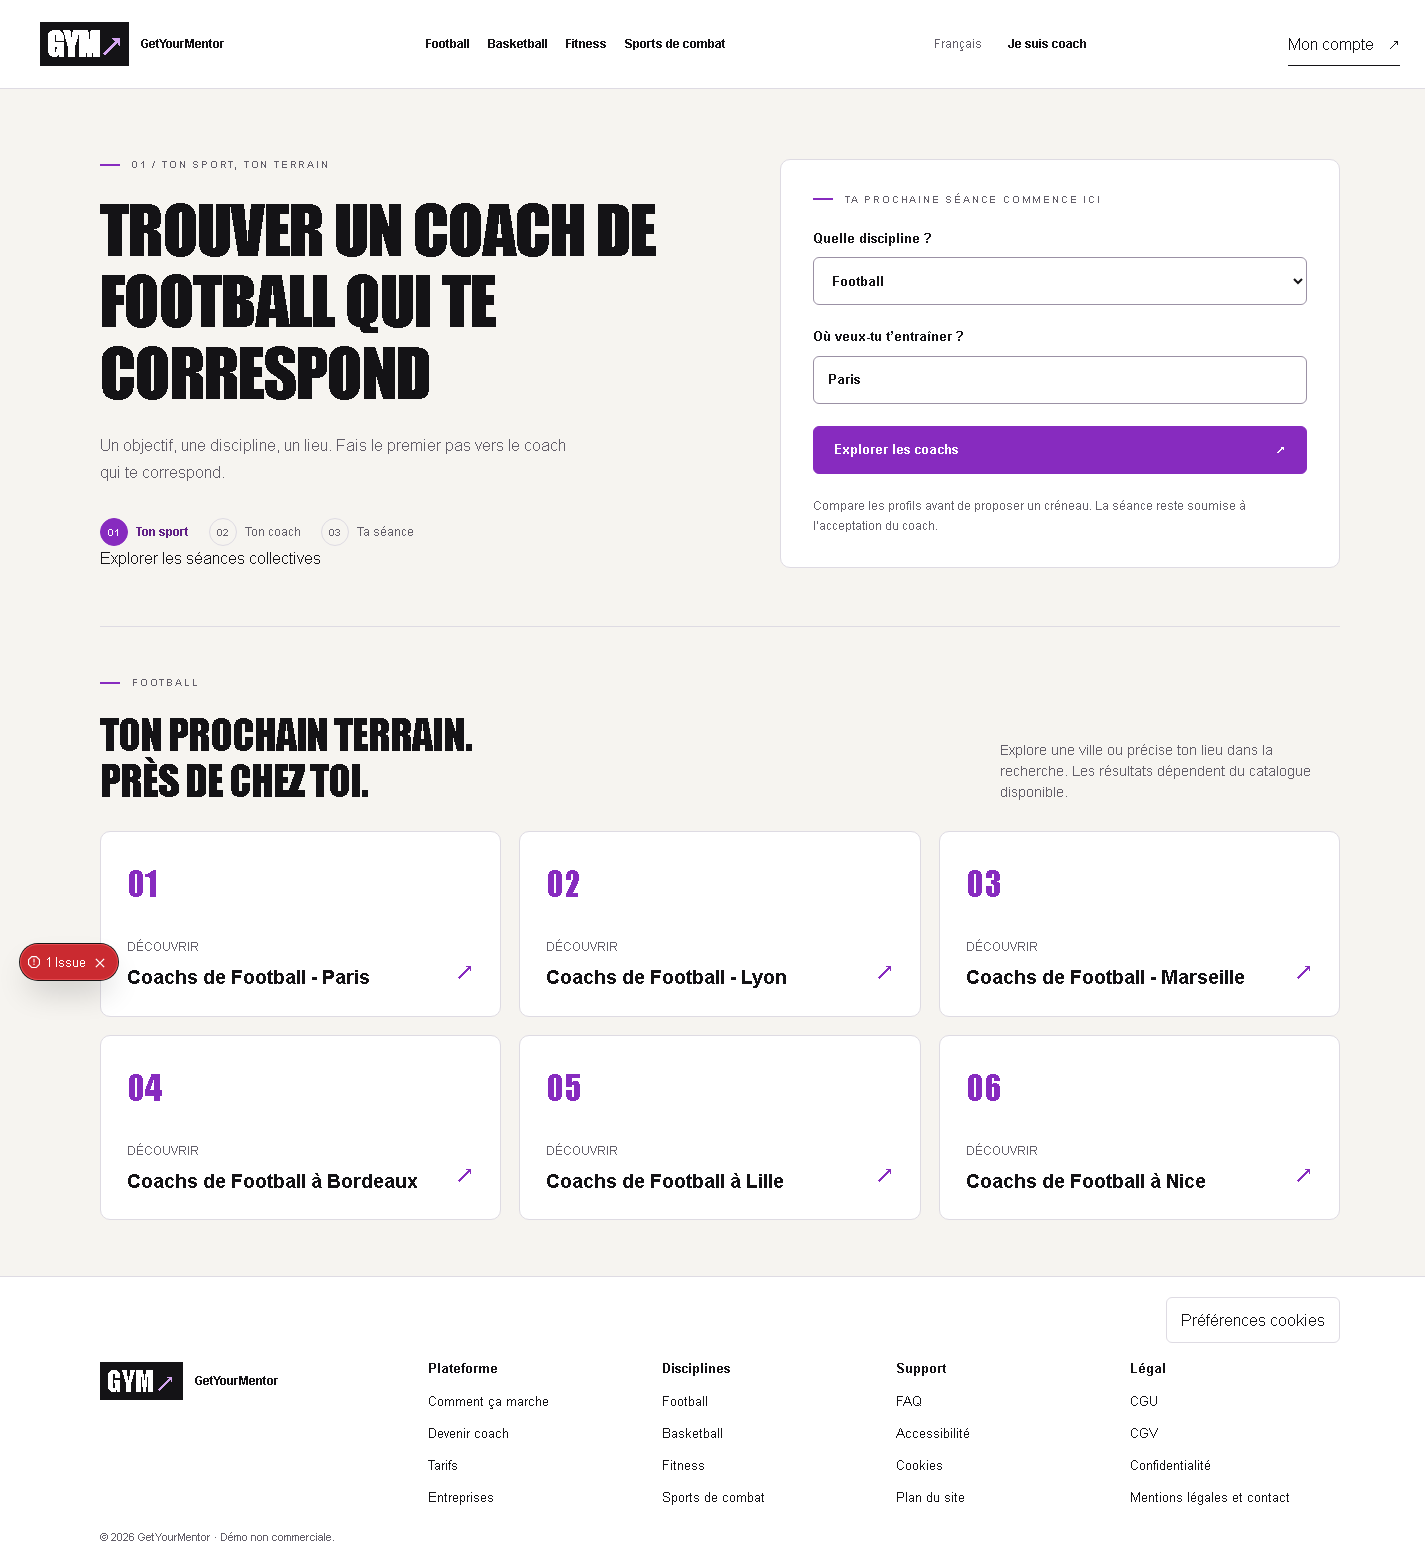 GYM↗ GetYourMentor
Football Basketball Fitness Sports de combat
Français Je suis coach
Mon compte ↗
01 / TON SPORT, TON TERRAIN
TROUVER UN COACH DE
FOOTBALL QUI TE
CORRESPOND
Un objectif, une discipline, un lieu. Fais le premier pas vers le coach
qui te correspond.
01 Ton sport 02 Ton coach 03 Ta séance
Explorer les séances collectives
TA PROCHAINE SÉANCE COMMENCE ICI
Quelle discipline ?
Football
Où veux-tu t’entraîner ?
Paris
Explorer les coachs ↗
Compare les profils avant de proposer un créneau. La séance reste soumise à
l’acceptation du coach.
FOOTBALL
TON PROCHAIN TERRAIN.
PRÈS DE CHEZ TOI.
Explore une ville ou précise ton lieu dans la
recherche. Les résultats dépendent du catalogue
disponible.
01
DÉCOUVRIR
Coachs de Football - Paris ↗
02
DÉCOUVRIR
Coachs de Football - Lyon ↗
03
DÉCOUVRIR
Coachs de Football - Marseille ↗
1 Issue
04
DÉCOUVRIR
Coachs de Football à Bordeaux ↗
05
DÉCOUVRIR
Coachs de Football à Lille ↗
06
DÉCOUVRIR
Coachs de Football à Nice ↗
Préférences cookies
GYM↗ GetYourMentor
Plateforme
Comment ça marche
Devenir coach
Tarifs
Entreprises
Disciplines
Football
Basketball
Fitness
Sports de combat
Support
FAQ
Accessibilité
Cookies
Plan du site
Légal
CGU
CGV
Confidentialité
Mentions légales et contact
© 2026 GetYourMentor · Démo non commerciale.